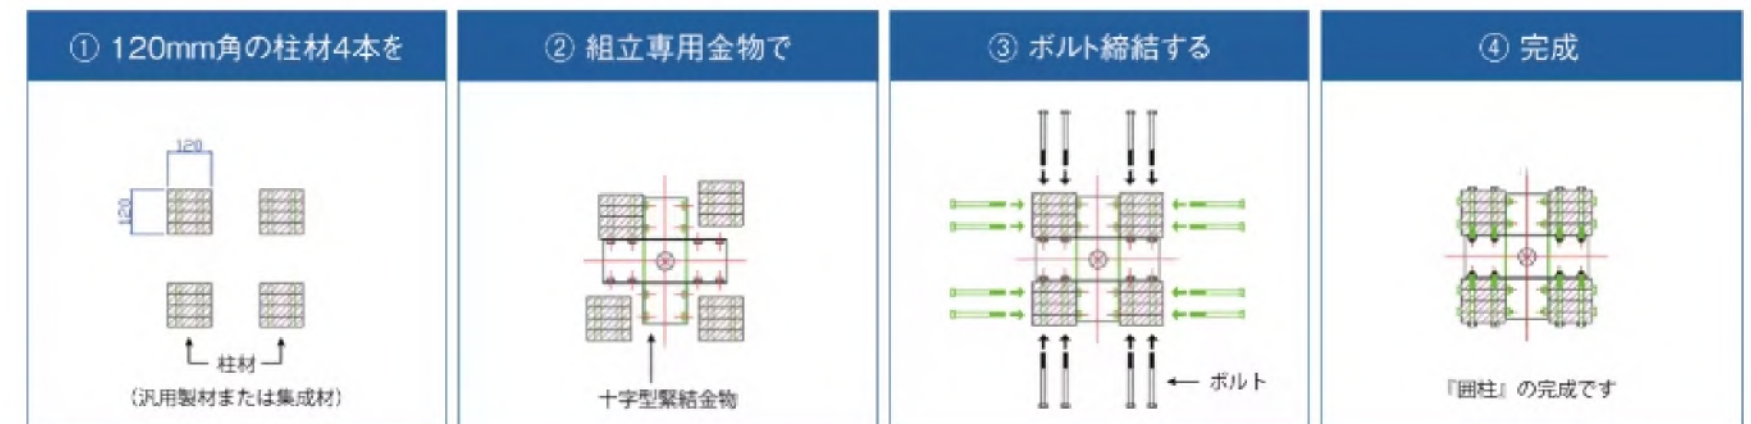 ① 120mm角の柱材4本を
② 組立専用金物で
③ ボルト締結する
④ 完成
120
120
柱材
(汎用製材または集成材)
十字型緊結金物
ボルト
『囲柱』の完成です